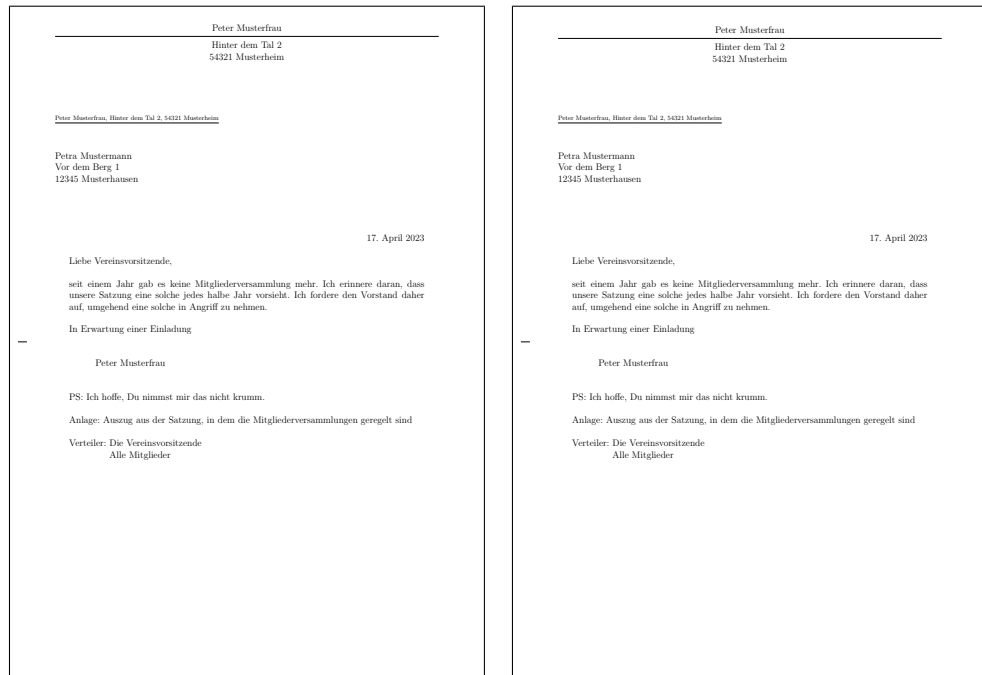 Peter Musterfrau
Hinter dem Tal 2
54321 Musterheim
Peter Musterfrau, Hinter dem Tal 2, 54321 Musterheim
Petra Mustermann
Vor dem Berg 1
12345 Musterhausen
17. April 2023
Liebe Vereinsvorsitzende,
seit einem Jahr gab es keine Mitgliederversammlung mehr. Ich erinnere daran, dass
unsere Satzung eine solche jedes halbe Jahr vorsieht. Ich fordere den Vorstand daher
auf, umgehend eine solche in Angriff zu nehmen.
In Erwartung einer Einladung
Peter Musterfrau
PS: Ich hoffe, Du nimmst mir das nicht krumm.
Anlage: Auszug aus der Satzung, in dem die Mitgliederversammlungen geregelt sind
Verteiler: Die Vereinsvorsitzende
Alle Mitglieder
Peter Musterfrau
Hinter dem Tal 2
54321 Musterheim
Peter Musterfrau, Hinter dem Tal 2, 54321 Musterheim
Petra Mustermann
Vor dem Berg 1
12345 Musterhausen
17. April 2023
Liebe Vereinsvorsitzende,
seit einem Jahr gab es keine Mitgliederversammlung mehr. Ich erinnere daran, dass
unsere Satzung eine solche jedes halbe Jahr vorsieht. Ich fordere den Vorstand daher
auf, umgehend eine solche in Angriff zu nehmen.
In Erwartung einer Einladung
Peter Musterfrau
PS: Ich hoffe, Du nimmst mir das nicht krumm.
Anlage: Auszug aus der Satzung, in dem die Mitgliederversammlungen geregelt sind
Verteiler: Die Vereinsvorsitzende
Alle Mitglieder